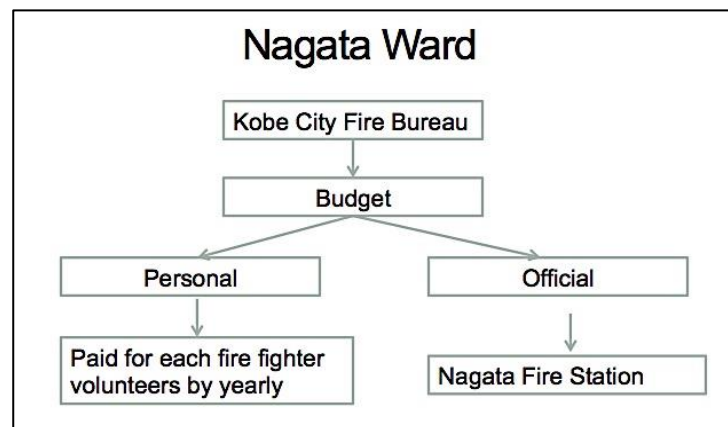 Nagata Ward
Kobe City Fire Bureau
Budget
Personal
Official
Paid for each fire fighter
volunteers by yearly
Nagata Fire Station